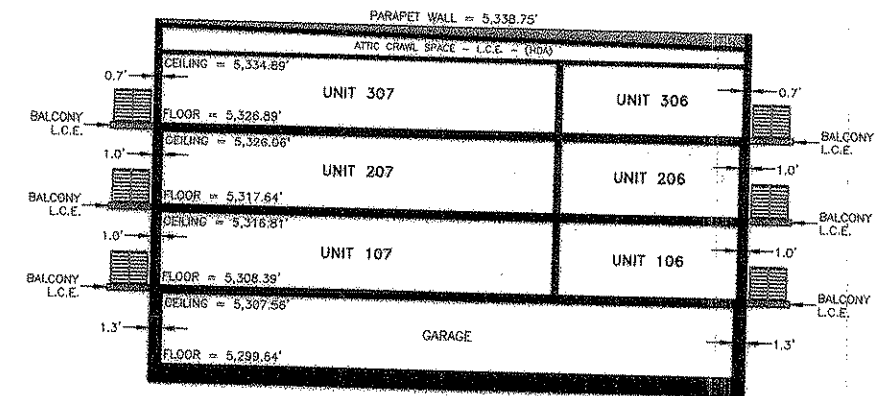 PARAPET WALL = 5,338.75'
ATTIC CRAWL SPACE - L.C.E. - (HOA)
CEILING = 5,334.89'
0.7'
0.7'
UNIT 307
UNIT 306
BALCONY
L.C.E.
FLOOR = 5,326.89'
BALCONY
L.C.E.
CEILING = 5,326.06'
1.0'
1.0'
UNIT 207
UNIT 206
BALCONY
L.C.E.
FLOOR = 5,317.64'
BALCONY
L.C.E.
CEILING = 5,316.81'
1.0'
1.0'
UNIT 107
UNIT 106
BALCONY
L.C.E.
FLOOR = 5,308.39'
BALCONY
L.C.E.
CEILING = 5,307.56'
1.3'
GARAGE
1.3'
FLOOR = 5,299.64'